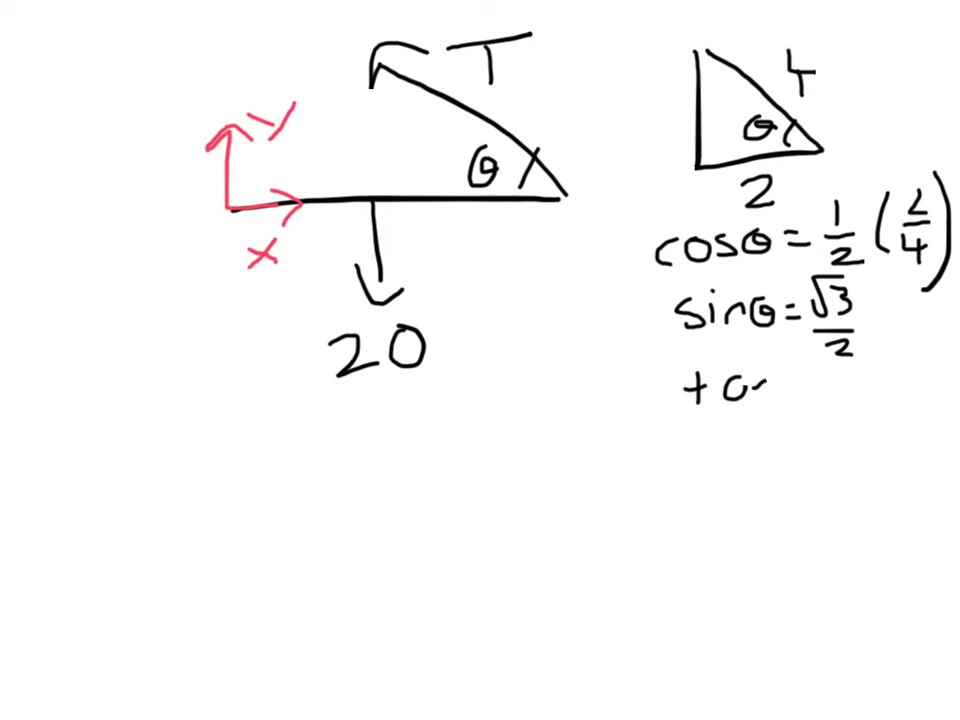 T
y
θ
x
20
4
θ
2
cosθ = 1/2 (2/4)
sinθ = √3/2